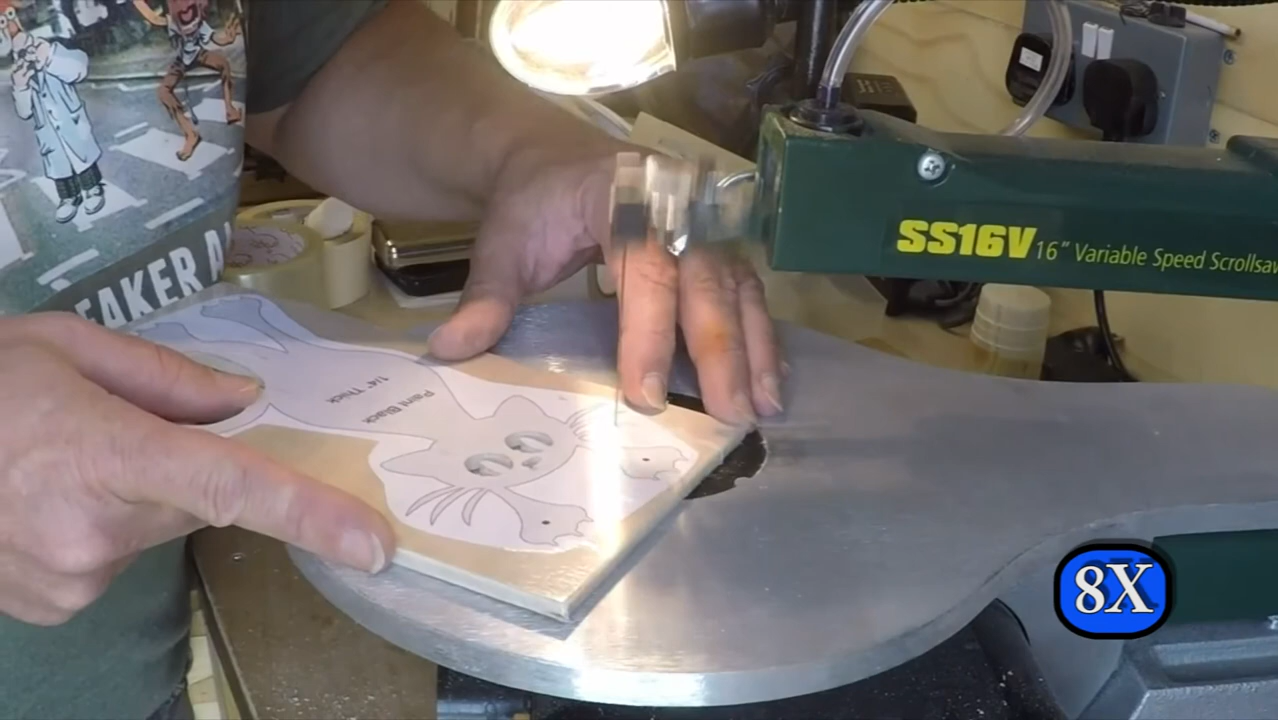 EAKER A
SS16V 16" Variable Speed Scrollsaw
1/4" Thick
Paint Black
8X